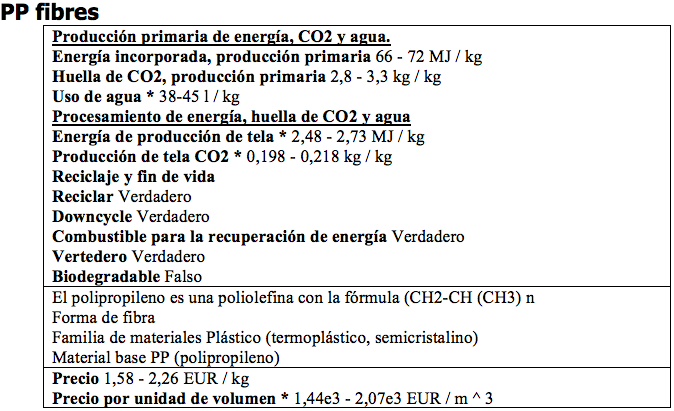 PP fibres
Producción primaria de energía, CO2 y agua.
Energía incorporada, producción primaria 66 - 72 MJ / kg
Huella de CO2, producción primaria 2,8 - 3,3 kg / kg
Uso de agua * 38-45 l / kg
Procesamiento de energía, huella de CO2 y agua
Energía de producción de tela * 2,48 - 2,73 MJ / kg
Producción de tela CO2 * 0,198 - 0,218 kg / kg
Reciclaje y fin de vida
Reciclar Verdadero
Downcycle Verdadero
Combustible para la recuperación de energía Verdadero
Vertedero Verdadero
Biodegradable Falso
El polipropileno es una poliolefina con la fórmula (CH2-CH (CH3) n
Forma de fibra
Familia de materiales Plástico (termoplástico, semicristalino)
Material base PP (polipropileno)
Precio 1,58 - 2,26 EUR / kg
Precio por unidad de volumen * 1,44e3 - 2,07e3 EUR / m ^ 3